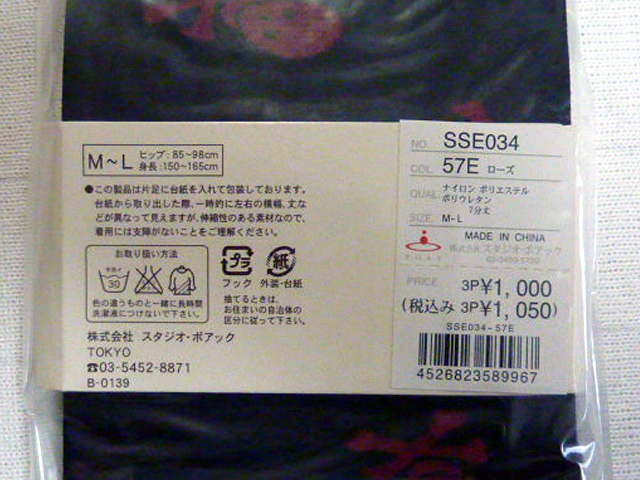 M~L ヒップ:85~98cm
身長:150~165cm
●この製品は片足に台紙を入れて包装しております。
台紙から取り出した際、一時的に左右の横幅、丈な
どが異なって見えますが、伸縮性のある素材なので、
着用には支障がないことをご理解ください。
お取り扱い方法
30
色の違うものと一緒に長時間
洗濯液につけないで下さい。
プラ 紙
フック 外装・台紙
捨てるときは、
お住まいの自治体の
区分に従って下さい。
株式会社 スタジオ・ポアック
TOKYO
☎03-5452-8871
B-0139
NO. SSE034
COL. 57E ローズ
QUAL. ナイロン ポリエステル
ポリウレタン
7分丈
SIZE M-L
MADE IN CHINA
株式会社 スタジオ・ポアック
PRICE 3P¥1,000
(税込み 3P¥1,050)
SSE034-57E
4526823589967